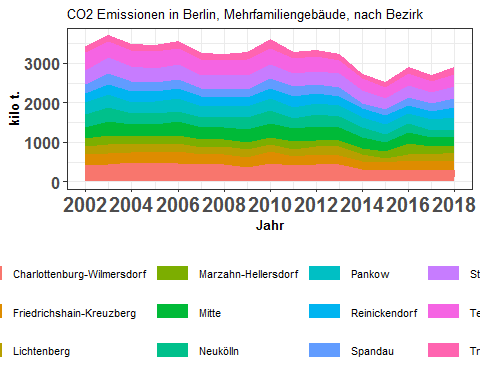 CO2 Emissionen in Berlin, Mehrfamiliengebäude, nach Bezirk
kilo t.
3000
2000
1000
0
2002 2004 2006 2008 2010 2012 2014 2016 2018
Jahr
Charlottenburg-Wilmersdorf Marzahn-Hellersdorf Pankow
Friedrichshain-Kreuzberg Mitte Reinickendorf
Lichtenberg Neukölln Spandau